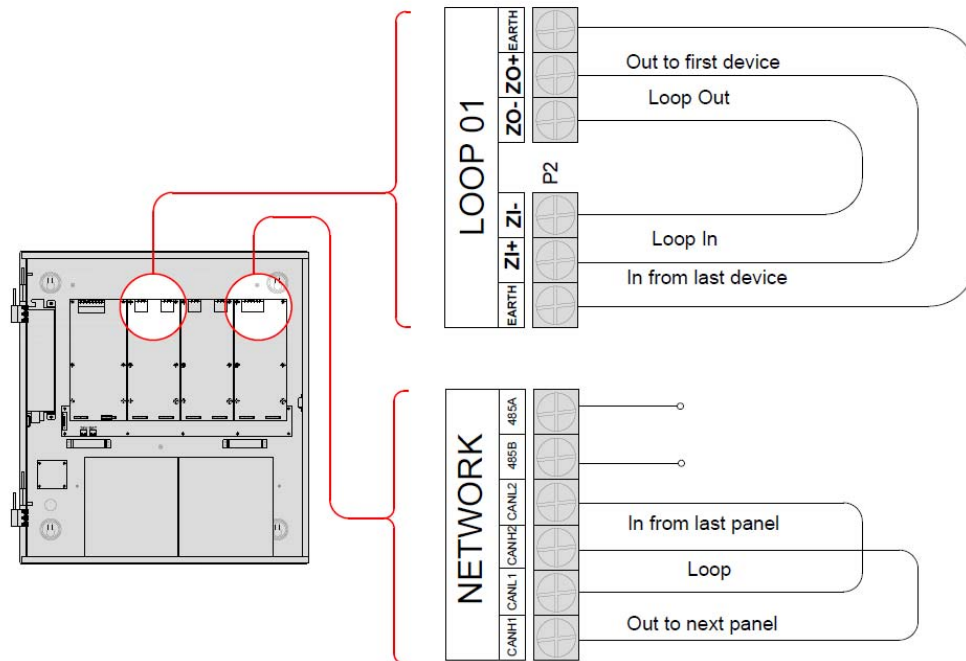 LOOP 01
EARTH
ZO+
ZO-
P2
ZI-
ZI+
EARTH
Out to first device
Loop Out
Loop In
In from last device
NETWORK
485A
485B
CANL2
CANH2
CANL1
CANH1
In from last panel
Loop
Out to next panel